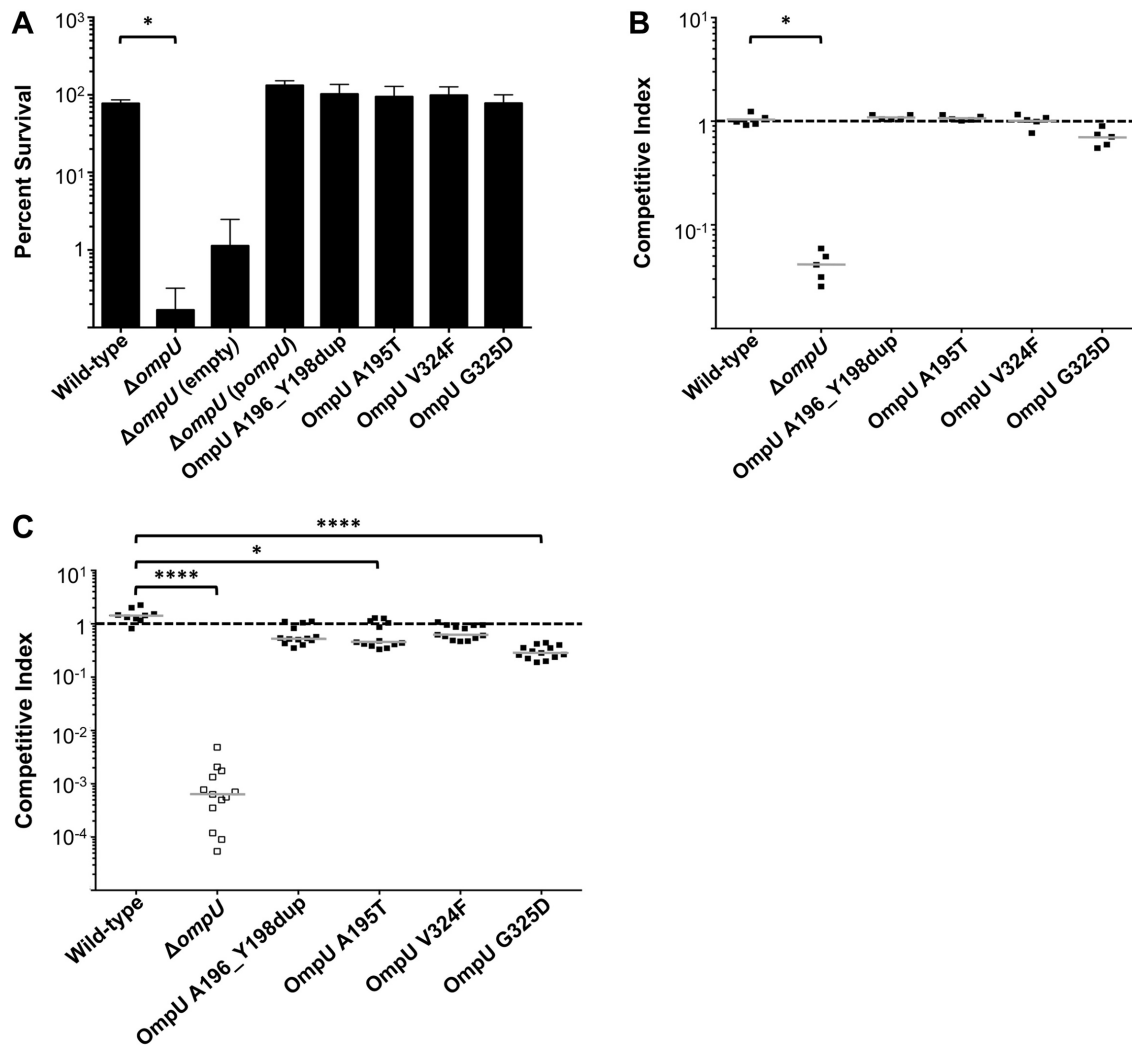 A
Percent Survival
10³
10²
10¹
1
*
Wild-type
ΔompU
ΔompU (empty)
ΔompU (pompU)
OmpU A196_Y198dup
OmpU A195T
OmpU V324F
OmpU G325D
B
Competitive Index
10¹
1
10⁻¹
*
Wild-type
ΔompU
OmpU A196_Y198dup
OmpU A195T
OmpU V324F
OmpU G325D
C
Competitive Index
****
*
****
10¹
1
10⁻¹
10⁻²
10⁻³
10⁻⁴
Wild-type
ΔompU
OmpU A196_Y198dup
OmpU A195T
OmpU V324F
OmpU G325D